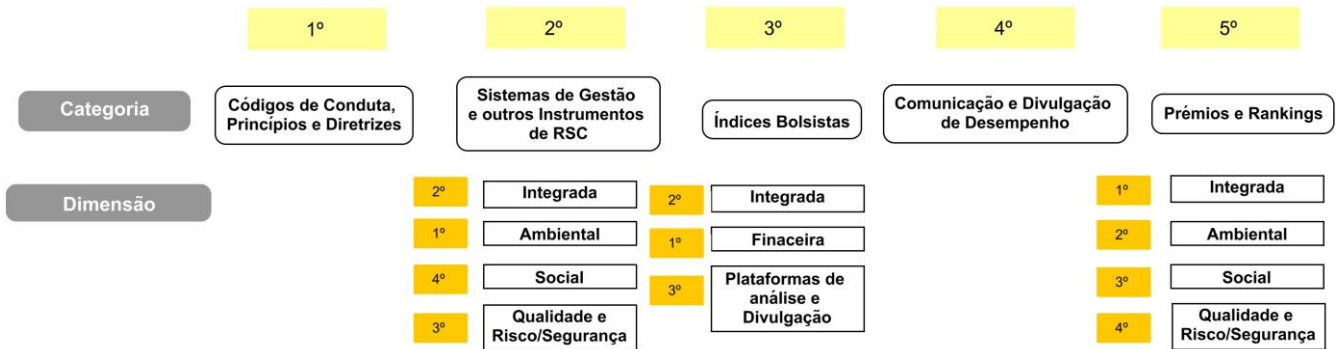 1º
2º
3º
4º
5º
Categoria
Códigos de Conduta,
Princípios e Diretrizes
Sistemas de Gestão
e outros Instrumentos
de RSC
Índices Bolsistas
Comunicação e Divulgação
de Desempenho
Prémios e Rankings
Dimensão
2º
Integrada
1º
Ambiental
4º
Social
3º
Qualidade e
Risco/Segurança
2º
Integrada
1º
Finaceira
3º
Plataformas de
análise e
Divulgação
1º
Integrada
2º
Ambiental
3º
Social
4º
Qualidade e
Risco/Segurança